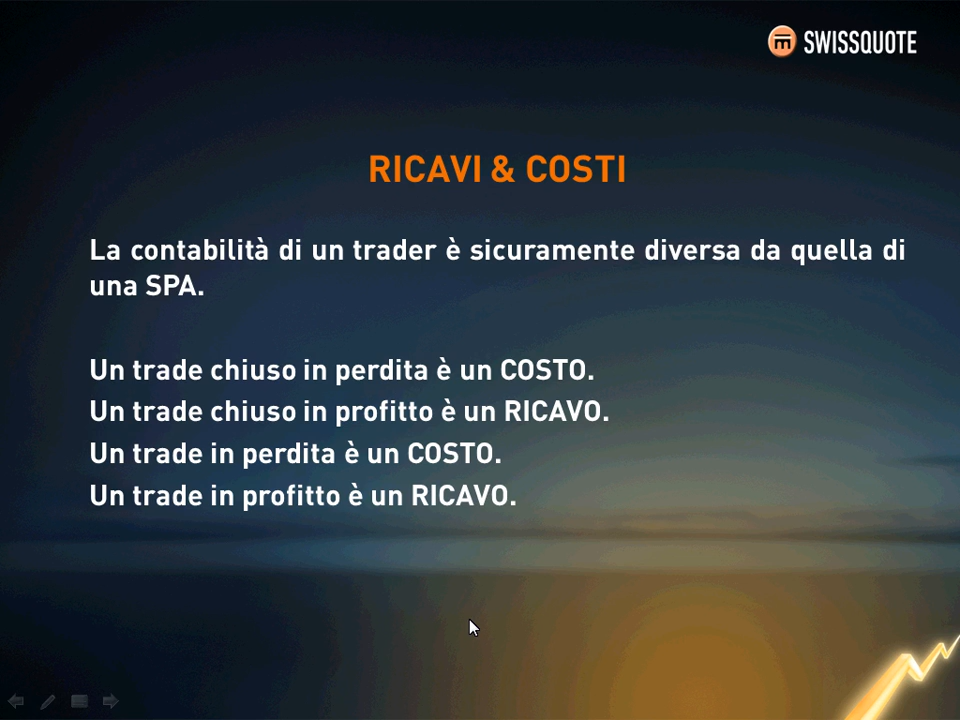 SWISSQUOTE
RICAVI & COSTI
La contabilità di un trader è sicuramente diversa da quella di
una SPA.
Un trade chiuso in perdita è un COSTO.
Un trade chiuso in profitto è un RICAVO.
Un trade in perdita è un COSTO.
Un trade in profitto è un RICAVO.